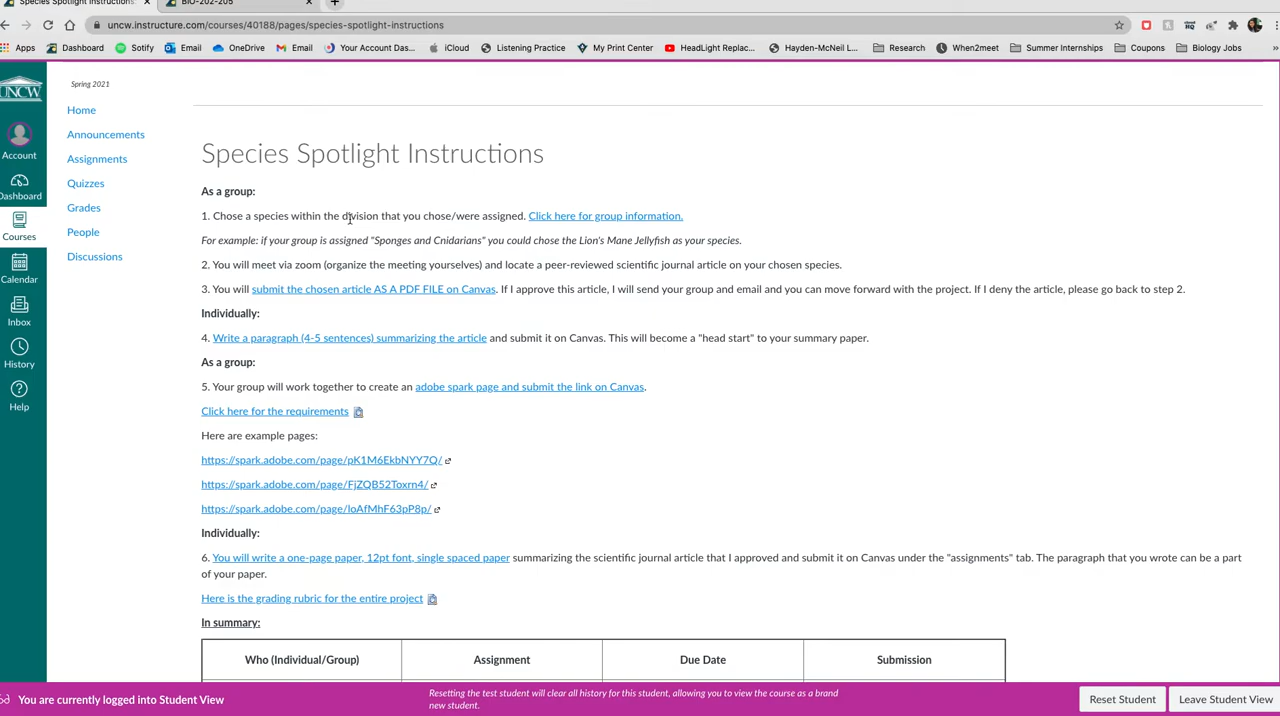 Species Spotlight Instructions:
BIO-202-205
uncw.instructure.com/courses/40188/pages/species-spotlight-instructions
Apps Dashboard Spotify Email OneDrive Email Your Account Das... iCloud Listening Practice My Print Center HeadLight Replac... Hayden-McNeil L... Research When2meet Summer Internships Coupons Biology Jobs »
UNCW
Account
Dashboard
Courses
Calendar
Inbox
History
Help
Spring 2021
Home
Announcements
Assignments
Quizzes
Grades
People
Discussions
Species Spotlight Instructions
As a group:
1. Chose a species within the division that you chose/were assigned. Click here for group information.
For example: if your group is assigned "Sponges and Cnidarians" you could chose the Lion's Mane Jellyfish as your species.
2. You will meet via zoom (organize the meeting yourselves) and locate a peer-reviewed scientific journal article on your chosen species.
3. You will submit the chosen article AS A PDF FILE on Canvas. If I approve this article, I will send your group and email and you can move forward with the project. If I deny the article, please go back to step 2.
Individually:
4. Write a paragraph (4-5 sentences) summarizing the article and submit it on Canvas. This will become a "head start" to your summary paper.
As a group:
5. Your group will work together to create an adobe spark page and submit the link on Canvas.
Click here for the requirements
Here are example pages:
https://spark.adobe.com/page/pK1M6EkbNYY7Q/
https://spark.adobe.com/page/FjZQB52Toxrn4/
https://spark.adobe.com/page/IoAfMhF63pP8p/
Individually:
6. You will write a one-page paper, 12pt font, single spaced paper summarizing the scientific journal article that I approved and submit it on Canvas under the "assignments" tab. The paragraph that you wrote can be a part
of your paper.
Here is the grading rubric for the entire project
In summary:
Who (Individual/Group) Assignment Due Date Submission
You are currently logged into Student View
Resetting the test student will clear all history for this student, allowing you to view the course as a brand
new student.
Reset Student
Leave Student View